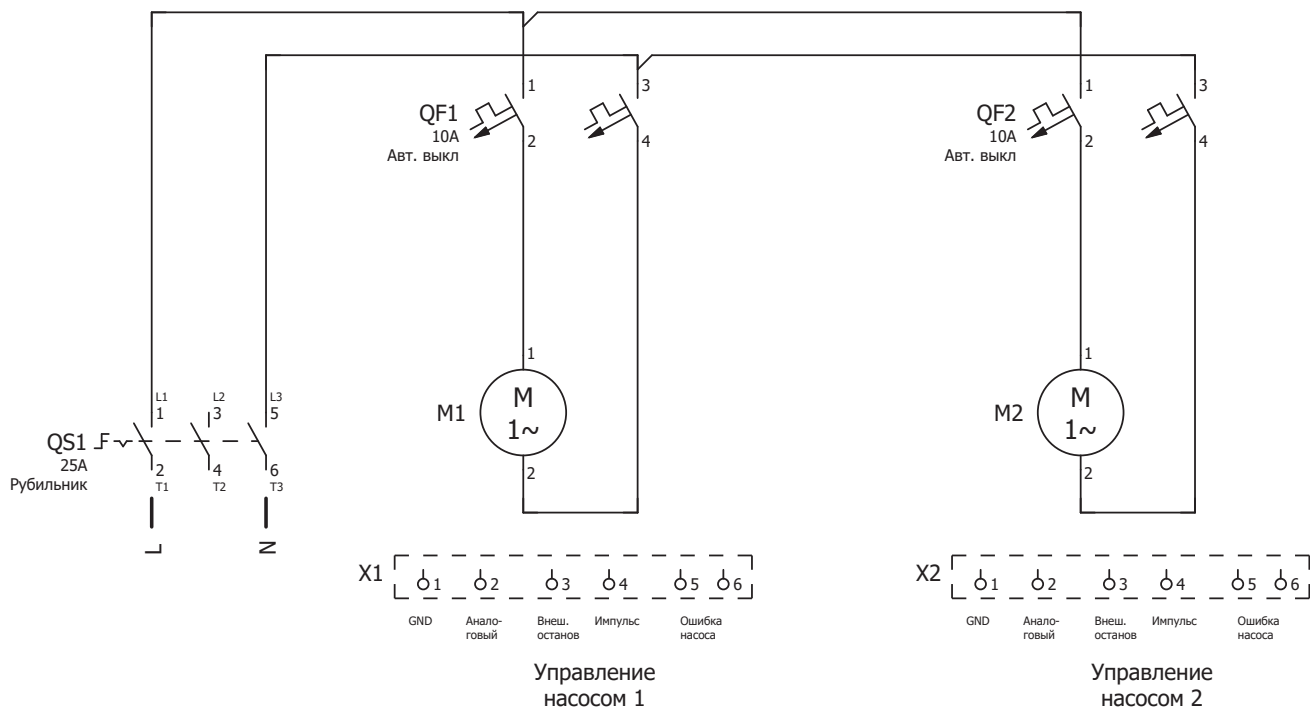 1
3
QF1
10А
Авт. выкл
2
4
1
3
QF2
10А
Авт. выкл
2
4
1
M1
M
1~
2
1
M2
M
1~
2
L1
L2
L3
1
3
5
QS1
25А
Рубильник
2
4
6
T1
T2
T3
L
N
X1
1
2
3
4
5
6
GND
Анало-
говый
Внеш.
останов
Импульс
Ошибка
насоса
Управление
насосом 1
X2
1
2
3
4
5
6
GND
Анало-
говый
Внеш.
останов
Импульс
Ошибка
насоса
Управление
насосом 2